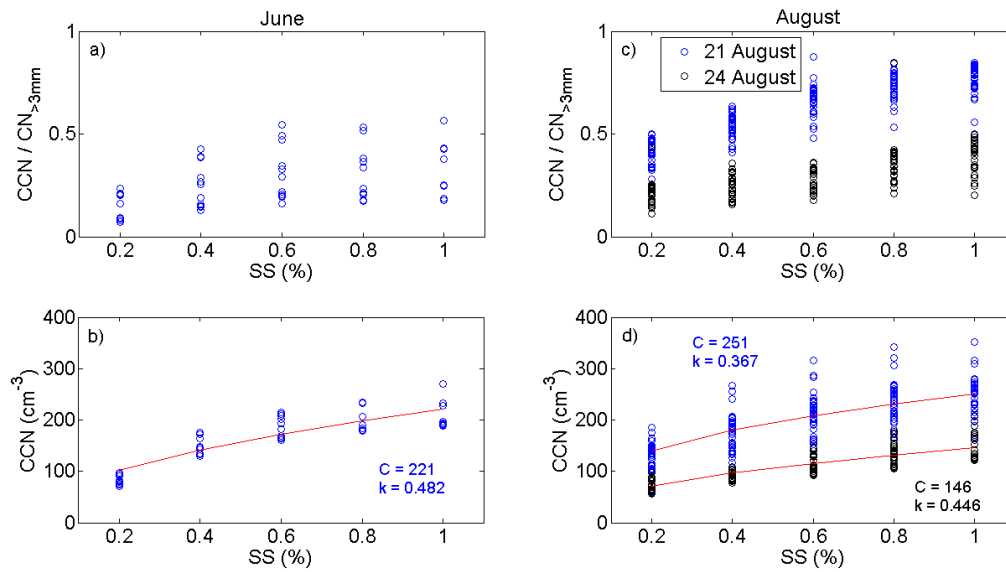 June
a)
1
0.5
0
CCN / CN>3mm
0.2 0.4 0.6 0.8 1
SS (%)
August
c)
21 August
24 August
1
0.5
0
CCN / CN>3mm
0.2 0.4 0.6 0.8 1
SS (%)
b)
400
300
200
100
0
CCN (cm-3)
C = 221
k = 0.482
0.2 0.4 0.6 0.8 1
SS (%)
d)
400
300
200
100
0
CCN (cm-3)
C = 251
k = 0.367
C = 146
k = 0.446
0.2 0.4 0.6 0.8 1
SS (%)